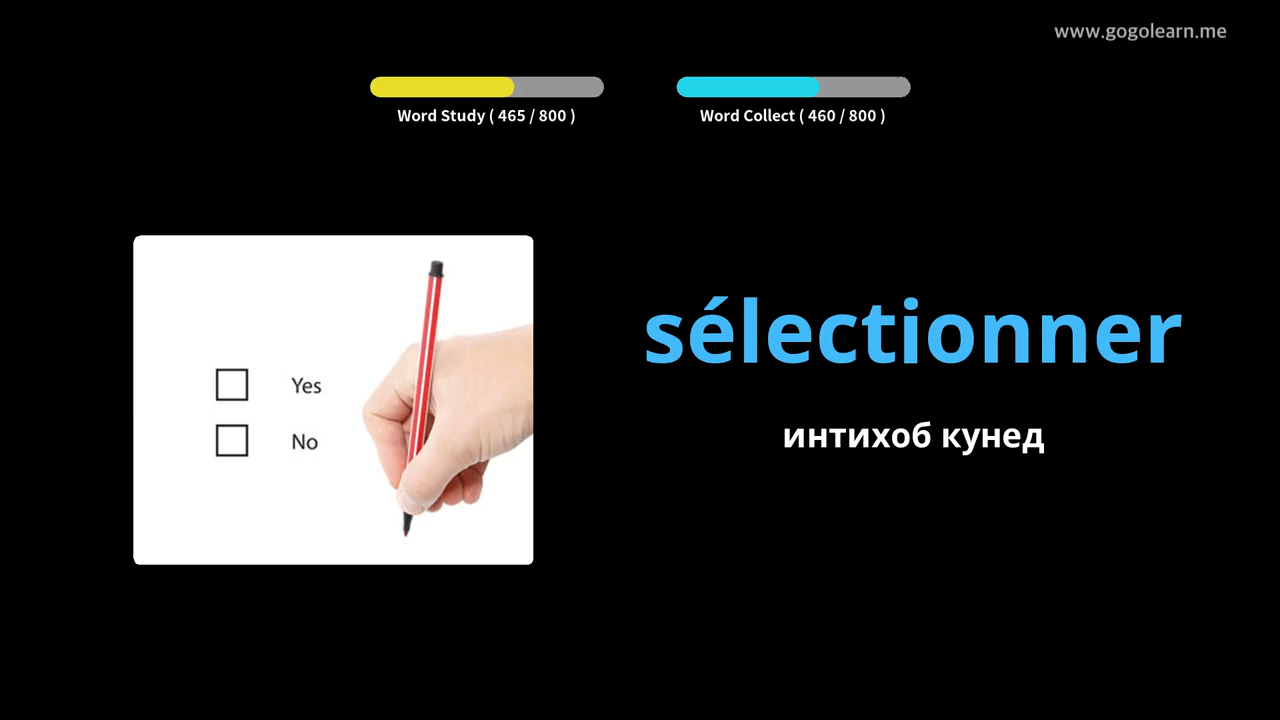 www.gogolearn.me
Word Study ( 465 / 800 )
Word Collect ( 460 / 800 )
Yes
No
sélectionner
интихоб кунед